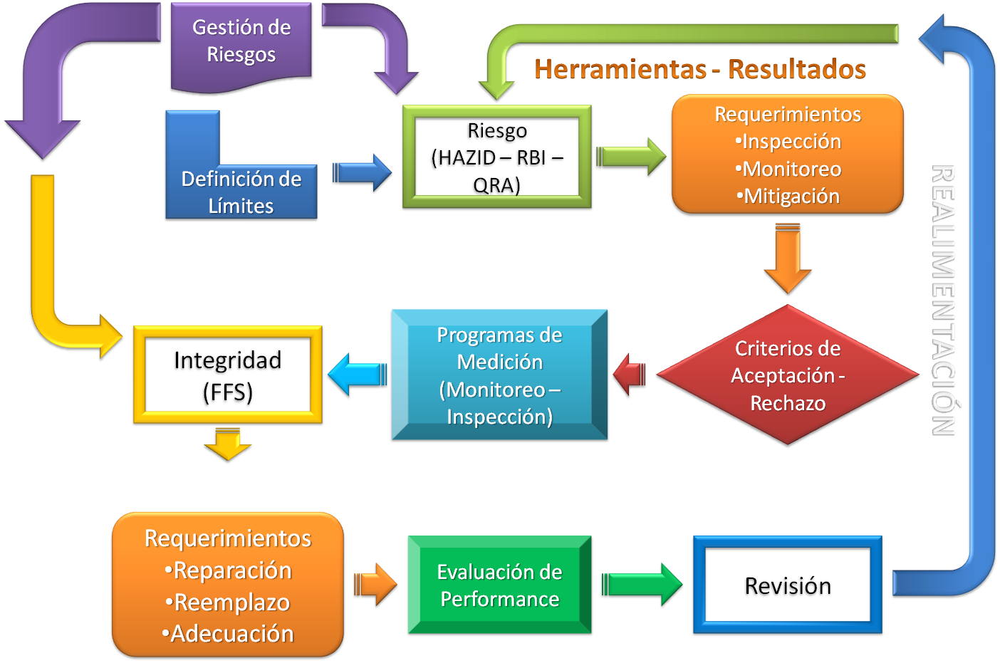 Gestión de
Riesgos
Herramientas - Resultados
Definición de
Límites
Riesgo
(HAZID – RBI –
QRA)
Requerimientos
•Inspección
•Monitoreo
•Mitigación
REALIMENTACIÓN
Criterios de
Aceptación -
Rechazo
Programas de
Medición
(Monitoreo –
Inspección)
Integridad
(FFS)
Requerimientos
•Reparación
•Reemplazo
•Adecuación
Evaluación de
Performance
Revisión